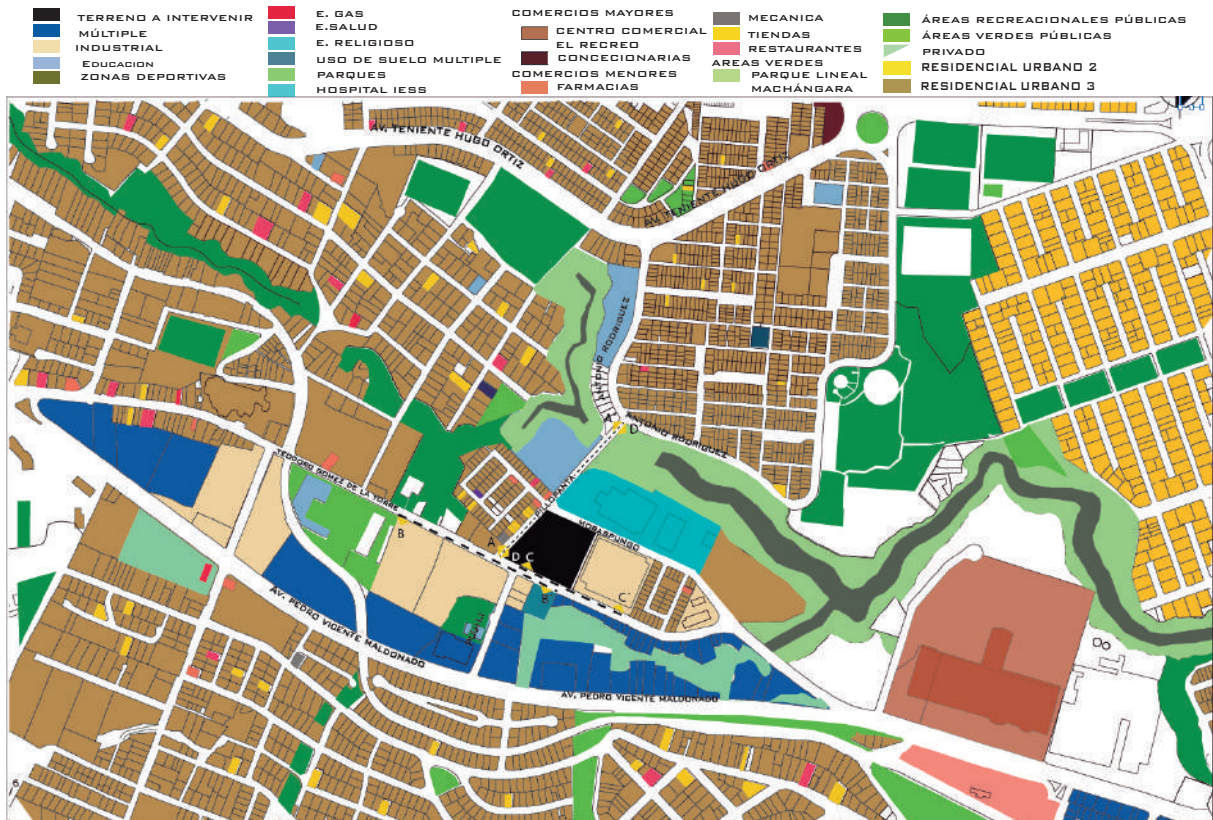 TERRENO A INTERVENIR
MÚLTIPLE
INDUSTRIAL
EDUCACION
ZONAS DEPORTIVAS
E. GAS
E.SALUD
E. RELIGIOSO
USO DE SUELO MULTIPLE
PARQUES
HOSPITAL IESS
COMERCIOS MAYORES
CENTRO COMERCIAL
EL RECREO
CONCECIONARIAS
COMERCIOS MENORES
FARMACIAS
MECANICA
TIENDAS
RESTAURANTES
AREAS VERDES
PARQUE LINEAL
MACHÁNGARA
ÁREAS RECREACIONALES PÚBLICAS
ÁREAS VERDES PÚBLICAS
PRIVADO
RESIDENCIAL URBANO 2
RESIDENCIAL URBANO 3
AV. TENIENTE HUGO ORTIZ
AV. TENIENTE HUGO ORTIZ
ANTONIO RODRIGUEZ
A'
D'
ANTONIO RODRIGUEZ
TEODORO GOMEZ DE LA TORRE
MORASPUNGO
B
A
D C
B'
C'
AV. PEDRO VICENTE MALDONADO
AV. PEDRO VICENTE MALDONADO
6